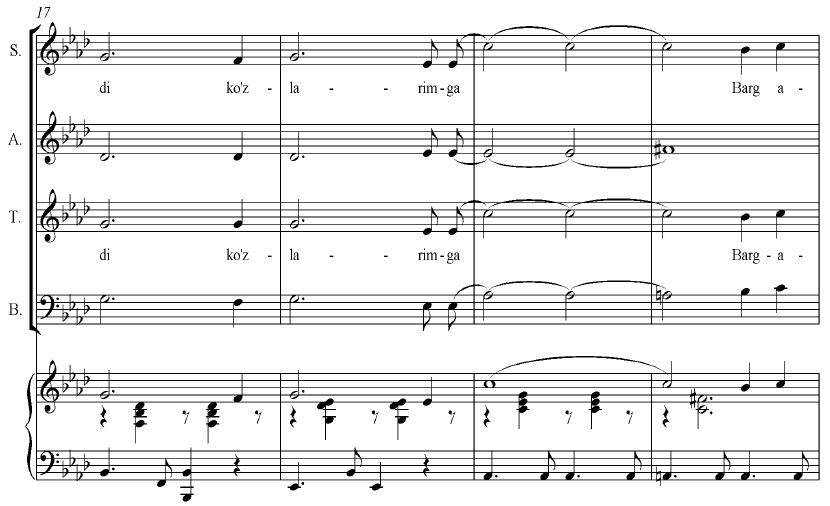 17
S.
di ko'z - la - - rim - ga Barg a -
A.
T.
di ko'z - la - - rim - ga Barg - a -
B.